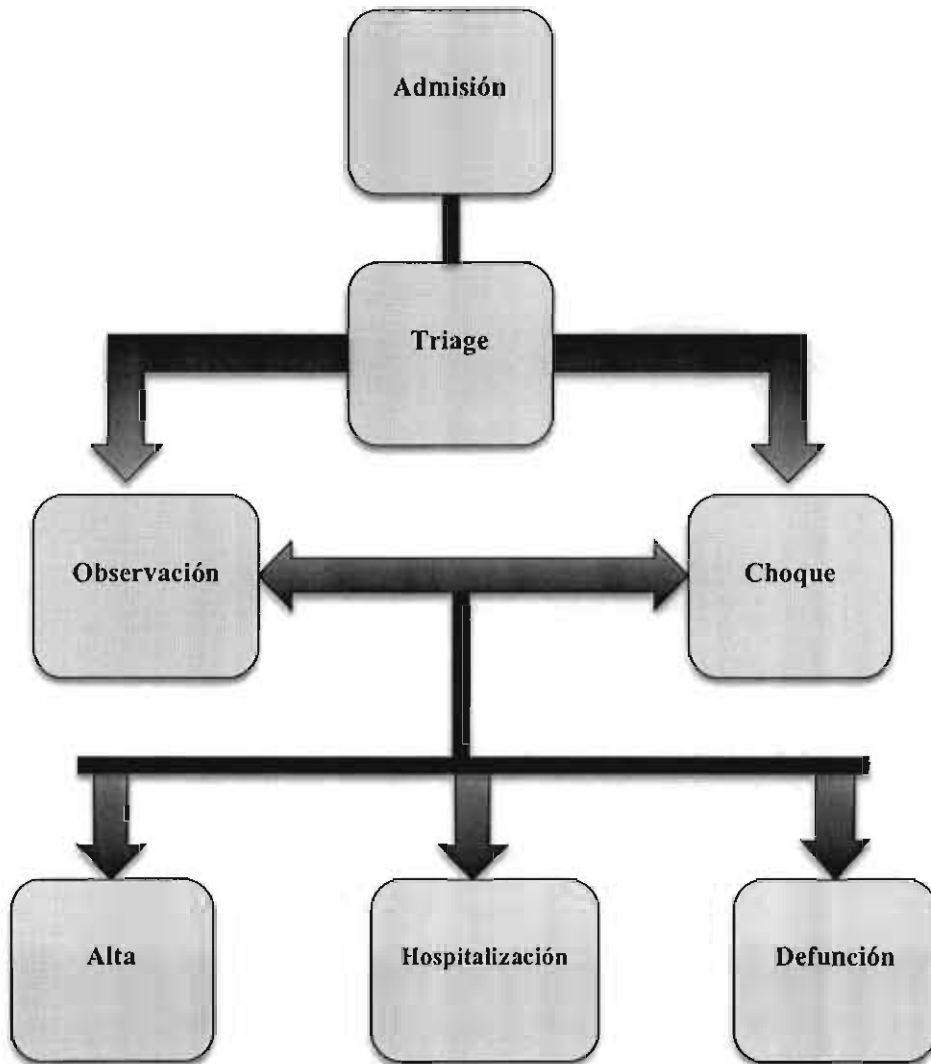 Admisión
Triage
Observación
Choque
Alta
Hospitalización
Defunción